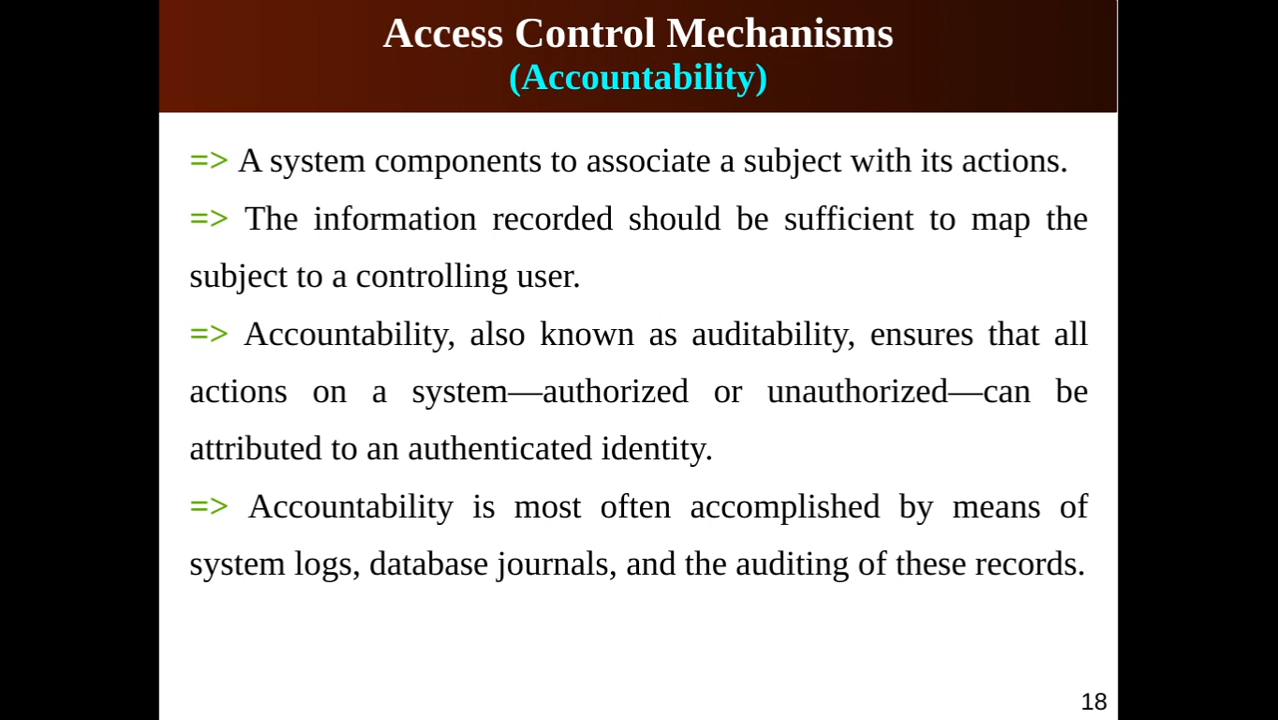 Access Control Mechanisms
(Accountability)
=> A system components to associate a subject with its actions.
=> The information recorded should be sufficient to map the
subject to a controlling user.
=> Accountability, also known as auditability, ensures that all
actions on a system—authorized or unauthorized—can be
attributed to an authenticated identity.
=> Accountability is most often accomplished by means of
system logs, database journals, and the auditing of these records.
18